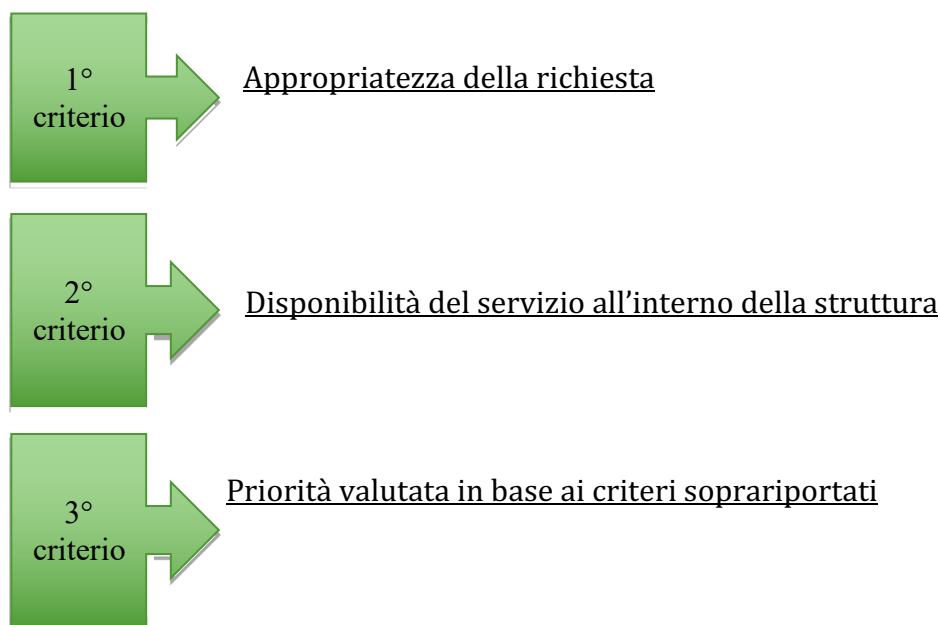 1°
criterio
Appropriatezza della richiesta
2°
criterio
Disponibilità del servizio all’interno della struttura
3°
criterio
Priorità valutata in base ai criteri soprariportati